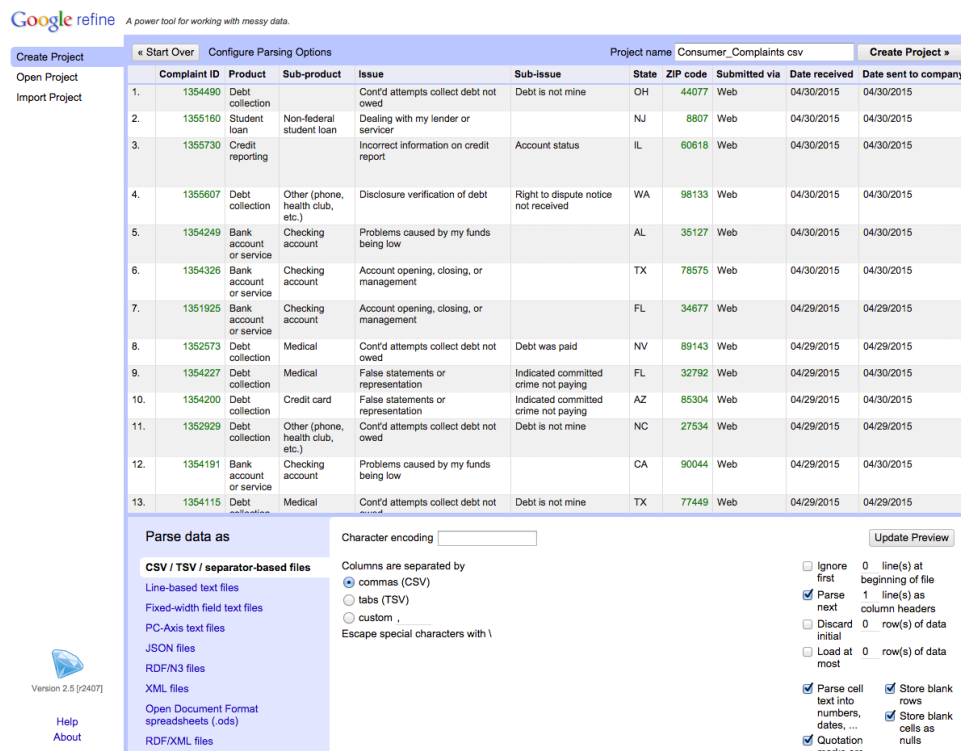 Google refine A power tool for working with messy data.
Create Project
Open Project
Import Project
« Start Over Configure Parsing Options Project name Consumer_Complaints csv Create Project »
Complaint ID Product Sub-product Issue Sub-issue State ZIP code Submitted via Date received Date sent to company
1. 1354490 Debt collection Cont'd attempts collect debt not owed Debt is not mine OH 44077 Web 04/30/2015 04/30/2015
2. 1355160 Student loan Non-federal student loan Dealing with my lender or servicer NJ 8807 Web 04/30/2015 04/30/2015
3. 1355730 Credit reporting Incorrect information on credit report Account status IL 60618 Web 04/30/2015 04/30/2015
4. 1355607 Debt collection Other (phone, health club, etc.) Disclosure verification of debt Right to dispute notice not received WA 98133 Web 04/30/2015 04/30/2015
5. 1354249 Bank account or service Checking account Problems caused by my funds being low AL 35127 Web 04/30/2015 04/30/2015
6. 1354326 Bank account or service Checking account Account opening, closing, or management TX 78575 Web 04/30/2015 04/30/2015
7. 1351925 Bank account or service Checking account Account opening, closing, or management FL 34677 Web 04/29/2015 04/29/2015
8. 1352573 Debt collection Medical Cont'd attempts collect debt not owed Debt was paid NV 89143 Web 04/29/2015 04/29/2015
9. 1354227 Debt collection Medical False statements or representation Indicated committed crime not paying FL 32792 Web 04/29/2015 04/30/2015
10. 1354200 Debt collection Credit card False statements or representation Indicated committed crime not paying AZ 85304 Web 04/29/2015 04/30/2015
11. 1352929 Debt collection Other (phone, health club, etc.) Cont'd attempts collect debt not owed Debt is not mine NC 27534 Web 04/29/2015 04/29/2015
12. 1354191 Bank account or service Checking account Problems caused by my funds being low CA 90044 Web 04/29/2015 04/30/2015
13. 1354115 Debt Medical Cont'd attempts collect debt not Debt is not mine TX 77449 Web 04/29/2015 04/29/2015
Parse data as
CSV / TSV / separator-based files
Line-based text files
Fixed-width field text files
PC-Axis text files
JSON files
RDF/N3 files
XML files
Open Document Format
spreadsheets (.ods)
RDF/XML files
Character encoding
Update Preview
Columns are separated by
commas (CSV)
tabs (TSV)
custom ,
Escape special characters with \
Ignore first 0 line(s) at beginning of file
Parse next 1 line(s) as column headers
Discard initial 0 row(s) of data
Load at most 0 row(s) of data
Parse cell text into numbers, dates, ...
Store blank rows
Store blank cells as nulls
Quotation
Version 2.5 [r2407]
Help
About